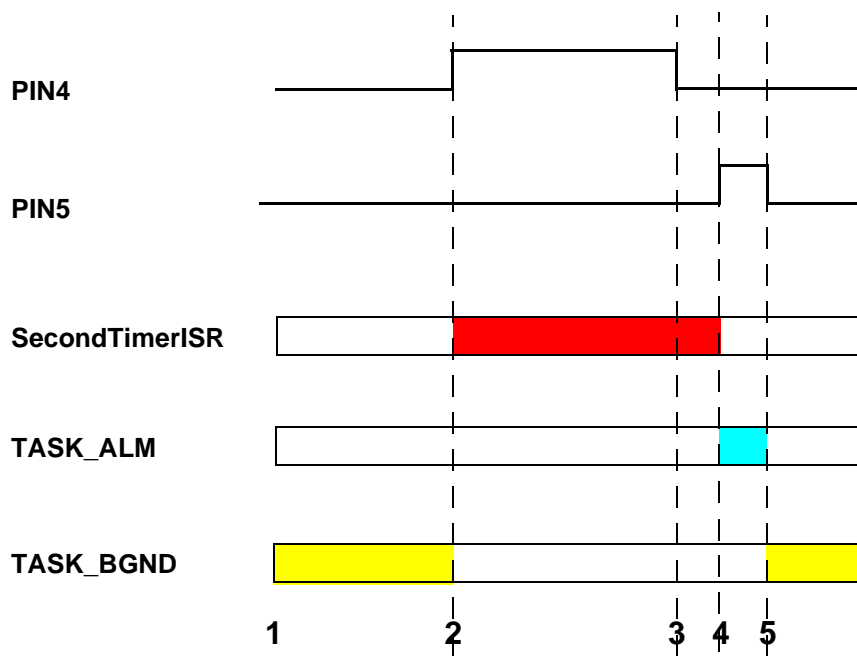 PIN4
PIN5
SecondTimerISR
TASK_ALM
TASK_BGND
1 2 3 4 5